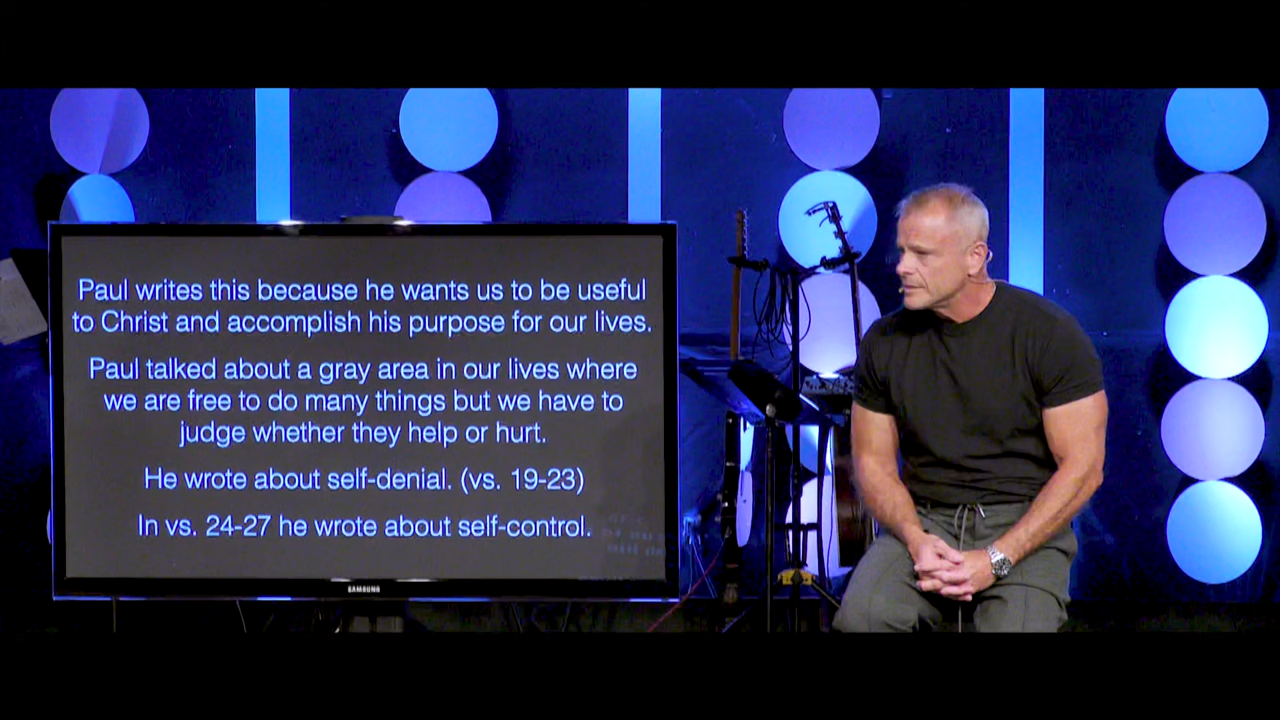 Paul writes this because he wants us to be useful
to Christ and accomplish his purpose for our lives.
Paul talked about a gray area in our lives where
we are free to do many things but we have to
judge whether they help or hurt.
He wrote about self-denial. (vs. 19-23)
In vs. 24-27 he wrote about self-control.
SAMSUNG